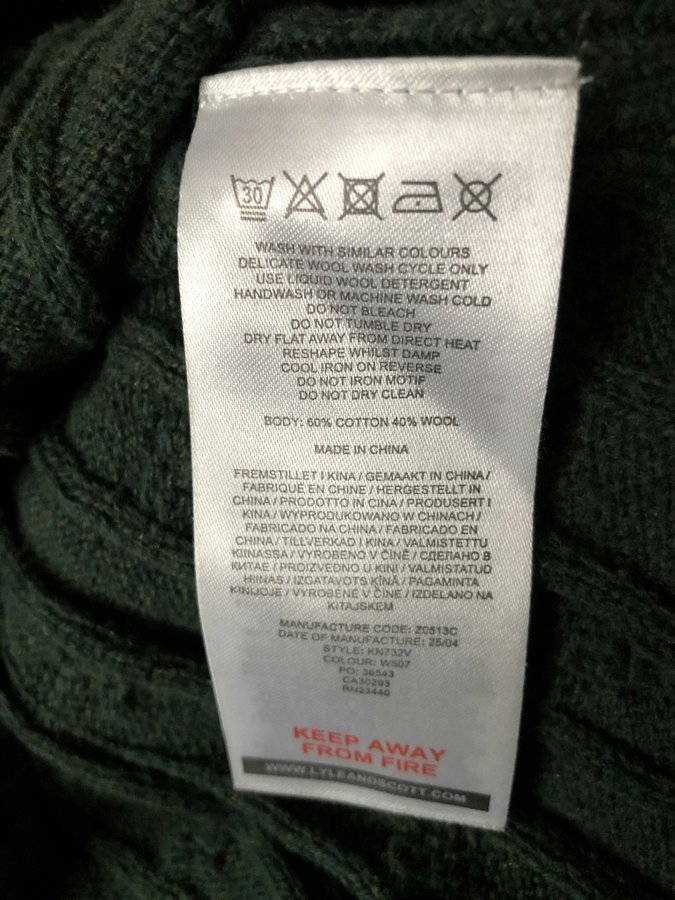 30
WASH WITH SIMILAR COLOURS
DELICATE WOOL WASH CYCLE ONLY
USE LIQUID WOOL DETERGENT
HANDWASH OR MACHINE WASH COLD
DO NOT BLEACH
DO NOT TUMBLE DRY
DRY FLAT AWAY FROM DIRECT HEAT
RESHAPE WHILST DAMP
COOL IRON ON REVERSE
DO NOT IRON MOTIF
DO NOT DRY CLEAN
BODY: 60% COTTON 40% WOOL
MADE IN CHINA
FREMSTILLET I KINA / GEMAAKT IN CHINA /
FABRIQUÉ EN CHINE / HERGESTELLT IN
CHINA / PRODOTTO IN CINA / PRODUSERT I
KINA / WYPRODUKOWANO W CHINACH /
FABRICADO NA CHINA / FABRICADO EN
CHINA / TILLVERKAD I KINA / VALMISTETTU
KIINASSA / VYROBENO V ČÍNĚ / СДЕЛАНО В
КИТАЕ / PROIZVEDNO U KINI / VALMISTATUD
HIINAS / IZGATAVOTS ĶĪNĀ / PAGAMINTA
KINIJOJE / VYROBENÉ V ČÍNE / IZDELANO NA
KITAJSKEM
MANUFACTURE CODE: Z0513C
DATE OF MANUFACTURE: 25/04
STYLE: KN732V
COLOUR: W507
PO: 36543
CA30293
RN23440
KEEP AWAY
FROM FIRE
WWW.LYLEANDSCOTT.COM